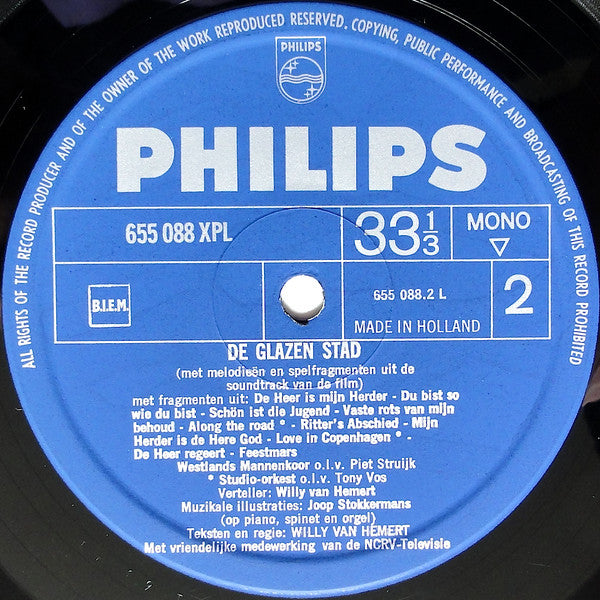 ALL RIGHTS OF THE RECORD PRODUCER AND OF THE OWNER OF THE WORK REPRODUCED RESERVED. COPYING, PUBLIC PERFORMANCE AND BROADCASTING OF THIS RECORD PROHIBITED
PHILIPS
PHILIPS
655 088 XPL
33 1/3
MONO
▽
B.I.E.M.
655 088.2 L
2
MADE IN HOLLAND
DE GLAZEN STAD
(met melodieën en spelfragmenten uit de
soundtrack van de film)
met fragmenten uit: De Heer is mijn Herder - Du bist so
wie du bist - Schön ist die Jugend - Vaste rots van mijn
behoud - Along the road * - Ritter's Abschied - Mijn
Herder is de Here God - Love in Copenhagen * -
De Heer regeert - Feestmars
Westlands Mannenkoor o.l.v. Piet Struijk
* Studio-orkest o.l.v. Tony Vos
Verteller: Willy van Hemert
Muzikale illustraties: Joop Stokkermans
(op piano, spinet en orgel)
Teksten en regie: WILLY VAN HEMERT
Met vriendelijke medewerking van de NCRV-Televisie